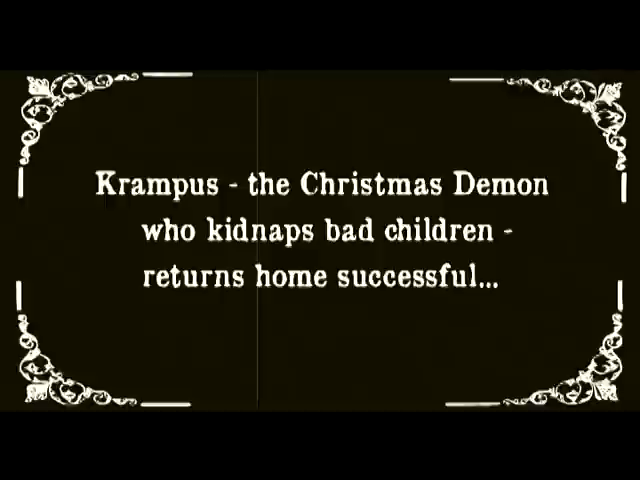 Krampus - the Christmas Demon
who kidnaps bad children -
returns home successful...